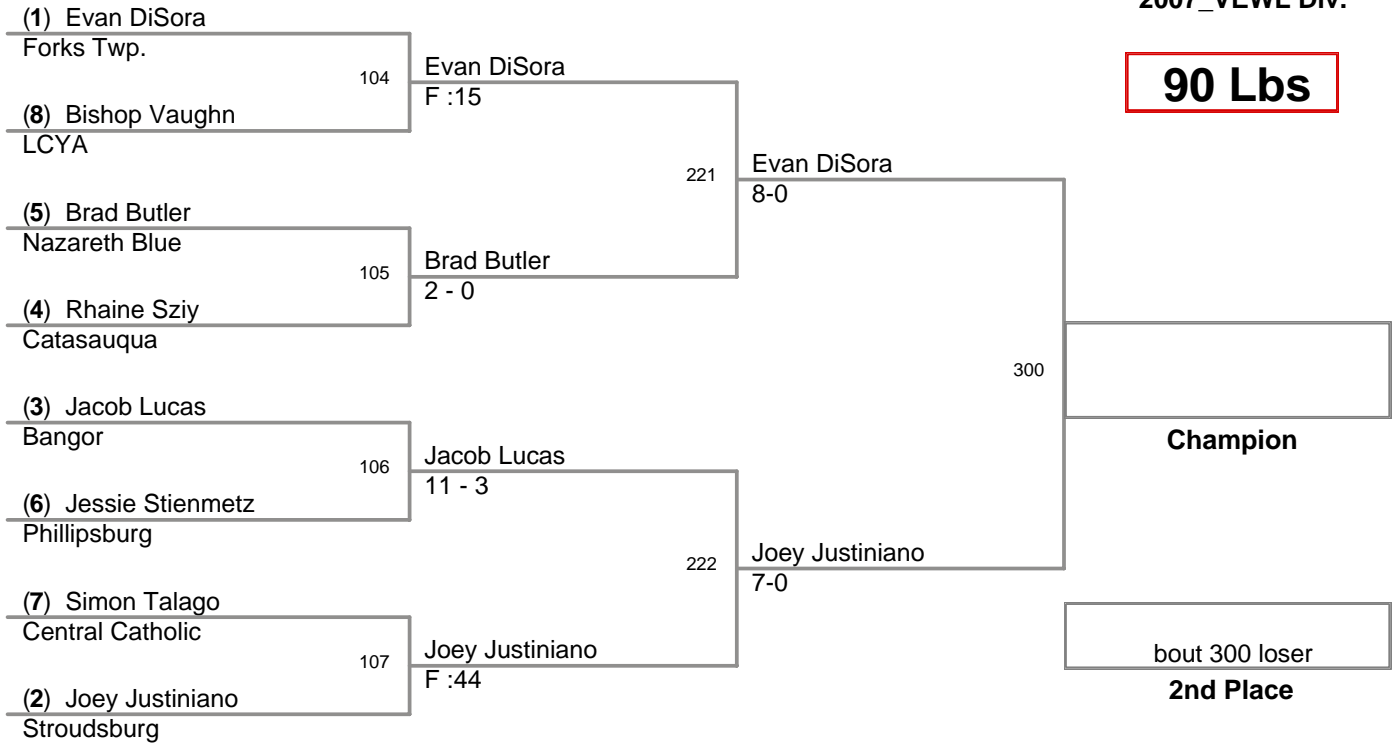 2007_VEWL Div.
90 Lbs
(1) Evan DiSora
Forks Twp.
104
Evan DiSora
F :15
(8) Bishop Vaughn
LCYA
221
Evan DiSora
8-0
(5) Brad Butler
Nazareth Blue
105
Brad Butler
2 - 0
(4) Rhaine Sziy
Catasauqua
300
Champion
(3) Jacob Lucas
Bangor
106
Jacob Lucas
11 - 3
(6) Jessie Stienmetz
Phillipsburg
222
Joey Justiniano
7-0
(7) Simon Talago
Central Catholic
107
Joey Justiniano
F :44
(2) Joey Justiniano
Stroudsburg
bout 300 loser
2nd Place